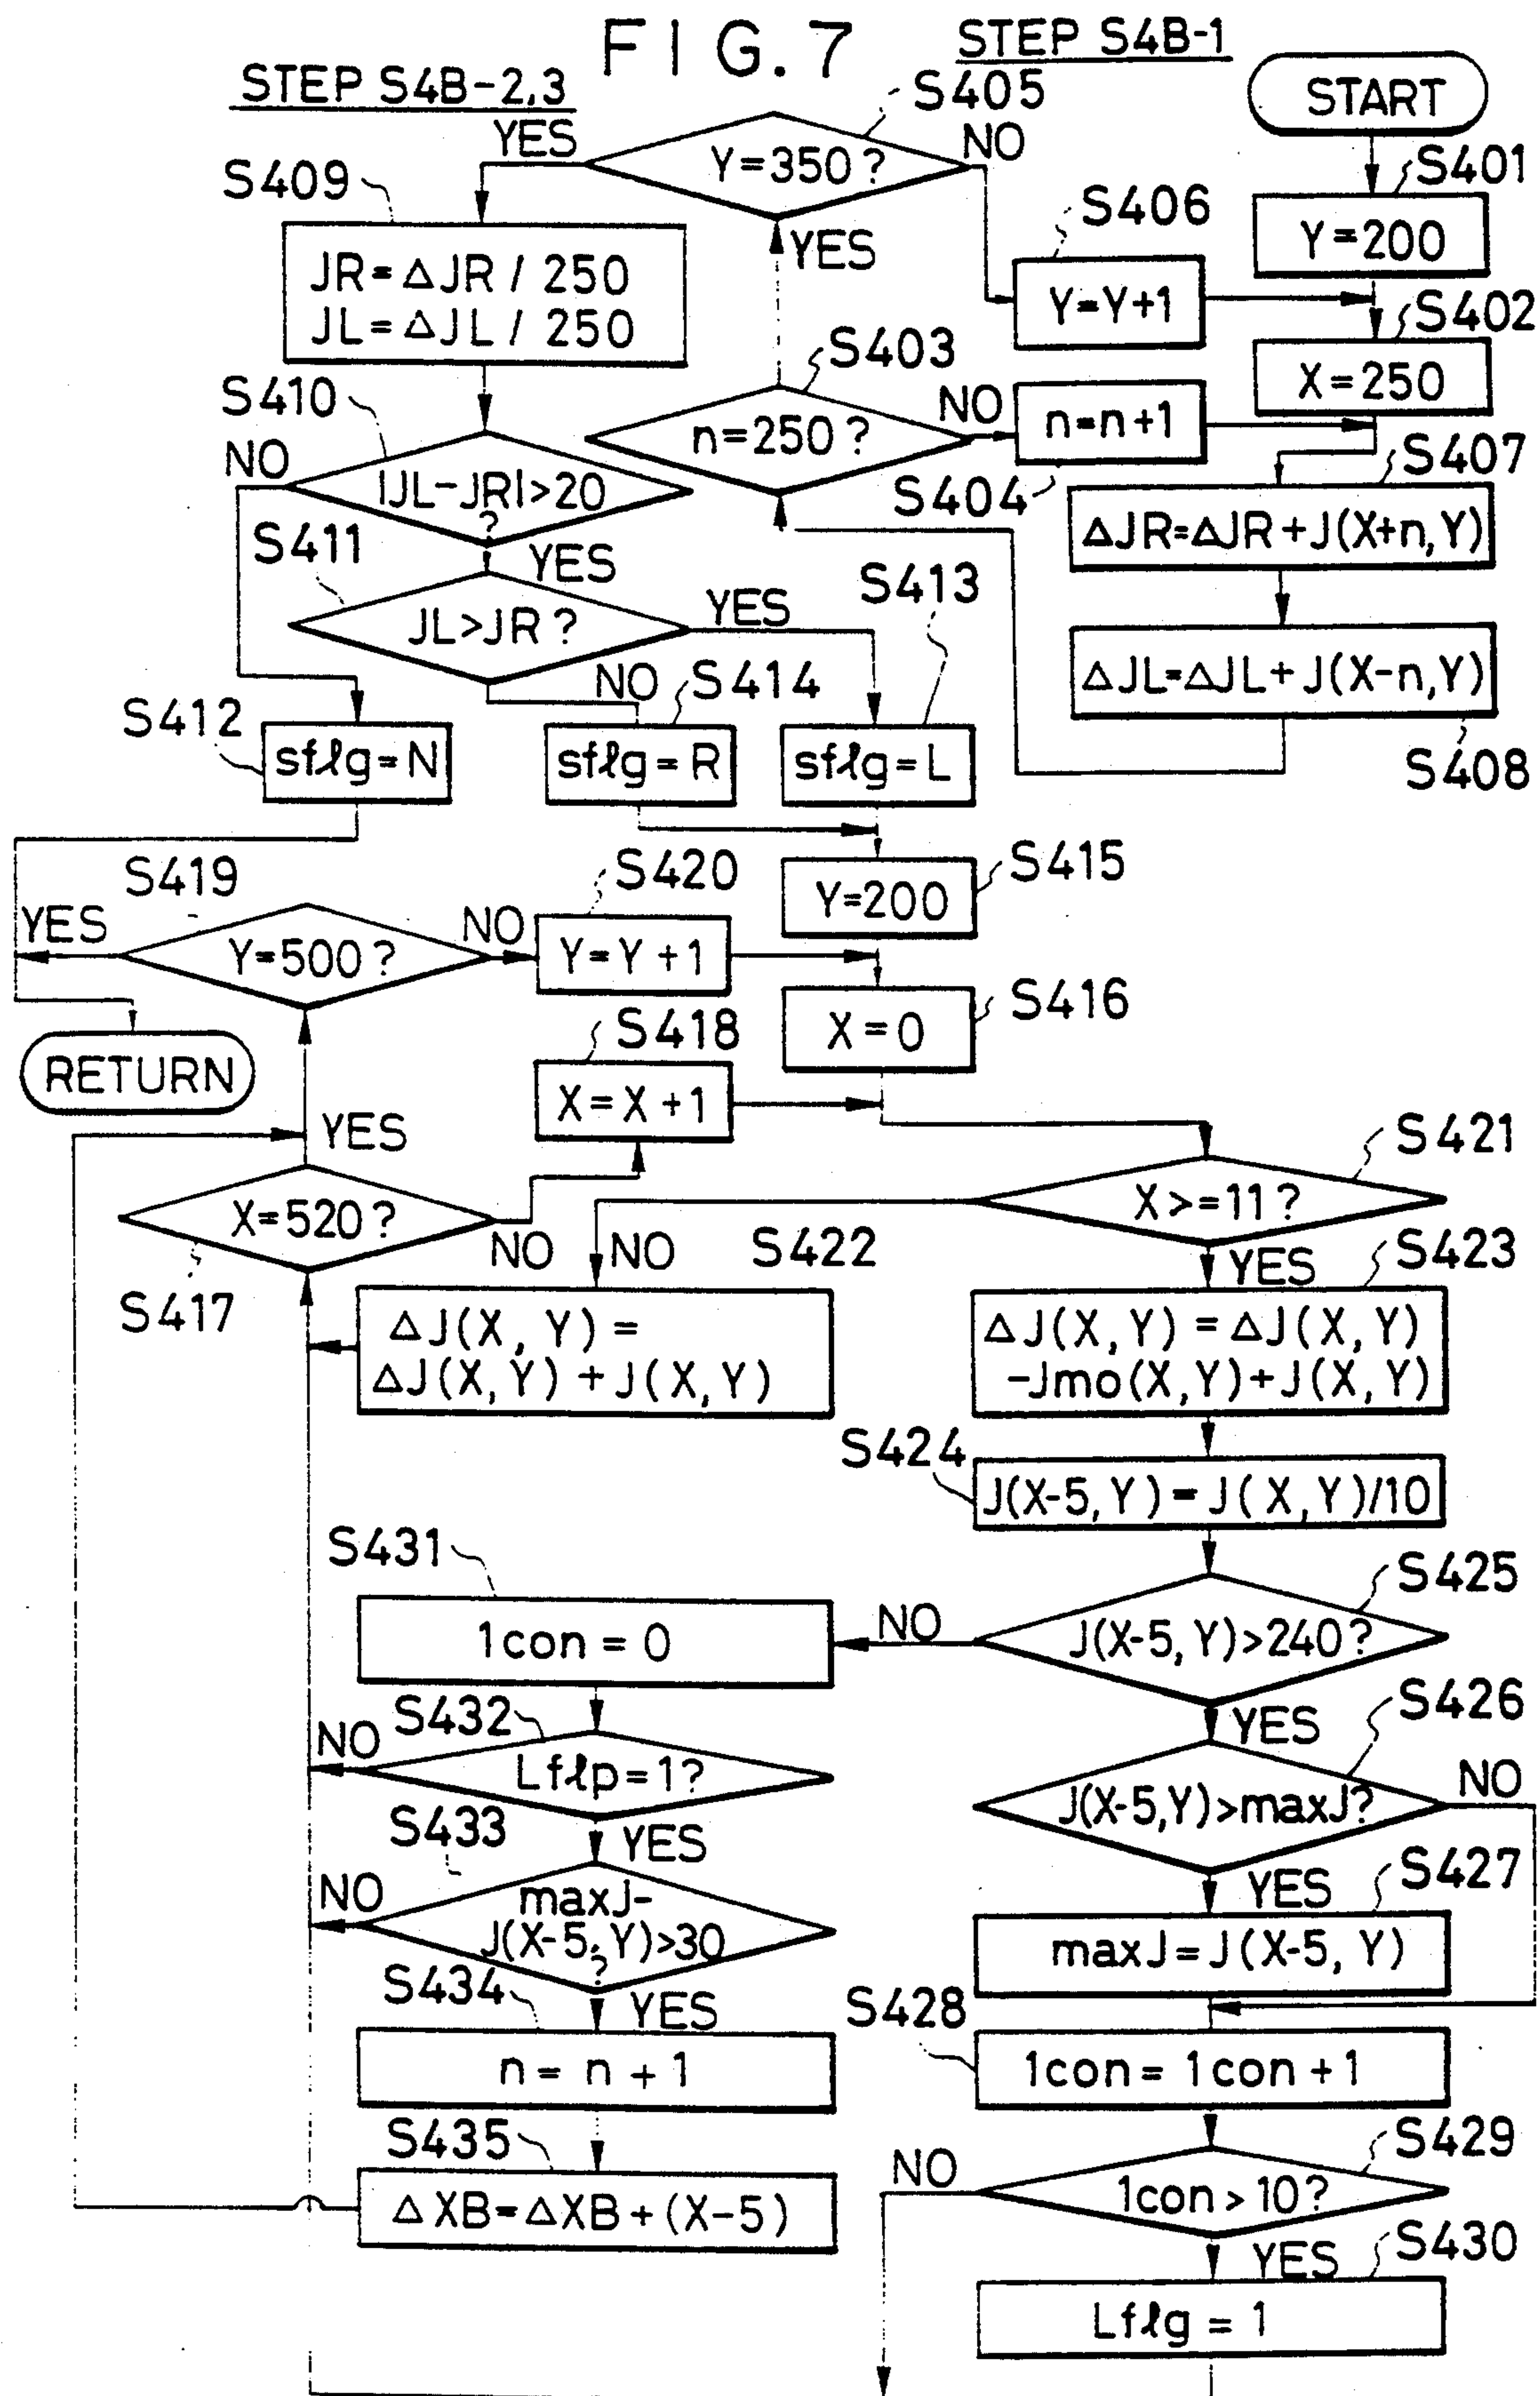 FIG. 7
STEP S4B-1
STEP S4B-2,3
START
S401
Y=200
S402
X=250
S405
Y=350?
YES
NO
S406
Y=Y+1
S409
JR=ΔJR / 250
JL=ΔJL / 250
YES
S403
n=250?
NO
n=n+1
S404
S407
ΔJR=ΔJR+J(X+n,Y)
ΔJL=ΔJL+J(X-n,Y)
S408
S410
NO
|JL-JR|>20
?
YES
S411
JL>JR?
YES
NO
S413
S414
S412
sflg=N
sflg=R
sflg=L
S415
Y=200
S419
YES
Y=500?
NO
S420
Y=Y+1
S416
X=0
RETURN
S418
X=X+1
YES
X=520?
NO
S417
S421
X>=11?
NO
YES
S422
ΔJ(X,Y)=
ΔJ(X,Y)+J(X,Y)
S423
ΔJ(X,Y)=ΔJ(X,Y)
-Jmo(X,Y)+J(X,Y)
S424
J(X-5,Y)=J(X,Y)/10
S425
J(X-5,Y)>240?
NO
YES
S431
1con=0
S432
Lflp=1?
NO
YES
S426
J(X-5,Y)>maxJ?
NO
YES
S433
maxJ-
J(X-5,Y)>30
?
NO
YES
S427
maxJ=J(X-5,Y)
S434
n=n+1
S428
1con=1con+1
S435
ΔXB=ΔXB+(X-5)
S429
1con>10?
NO
YES
S430
Lflg=1